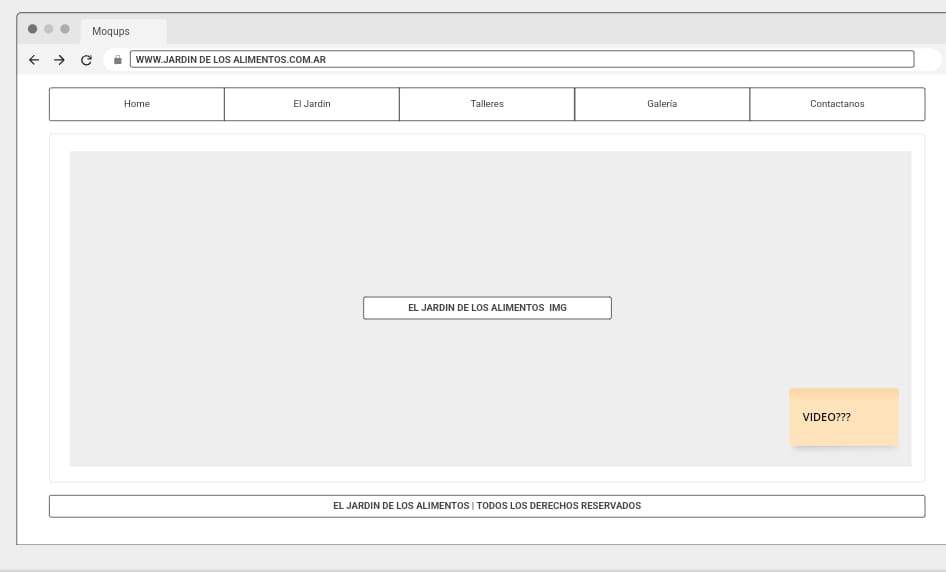 Moqups
WWW.JARDIN DE LOS ALIMENTOS.COM.AR
Home
El Jardin
Talleres
Galería
Contactanos
EL JARDIN DE LOS ALIMENTOS IMG
VIDEO???
EL JARDIN DE LOS ALIMENTOS | TODOS LOS DERECHOS RESERVADOS